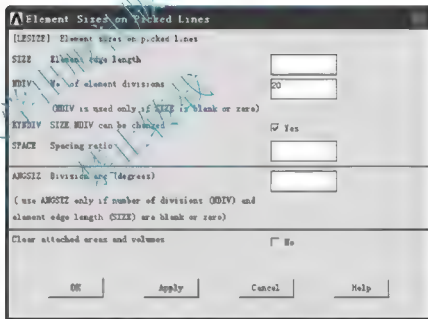 Element Sizes on Picked Lines
[LESIZE] Element sizes on picked lines
SIZE Element edge length
NDIV No. of element divisions
20
(NDIV is used only if SIZE is blank or zero)
KYNDIV SIZE,NDIV can be changed
Yes
SPACE Spacing ratio
ANGSIZ Division arc (degrees)
( use ANGSIZ only if number of divisions (NDIV) and
element edge length (SIZE) are blank or zero)
Clear attached areas and volumes
No
OK Apply Cancel Help